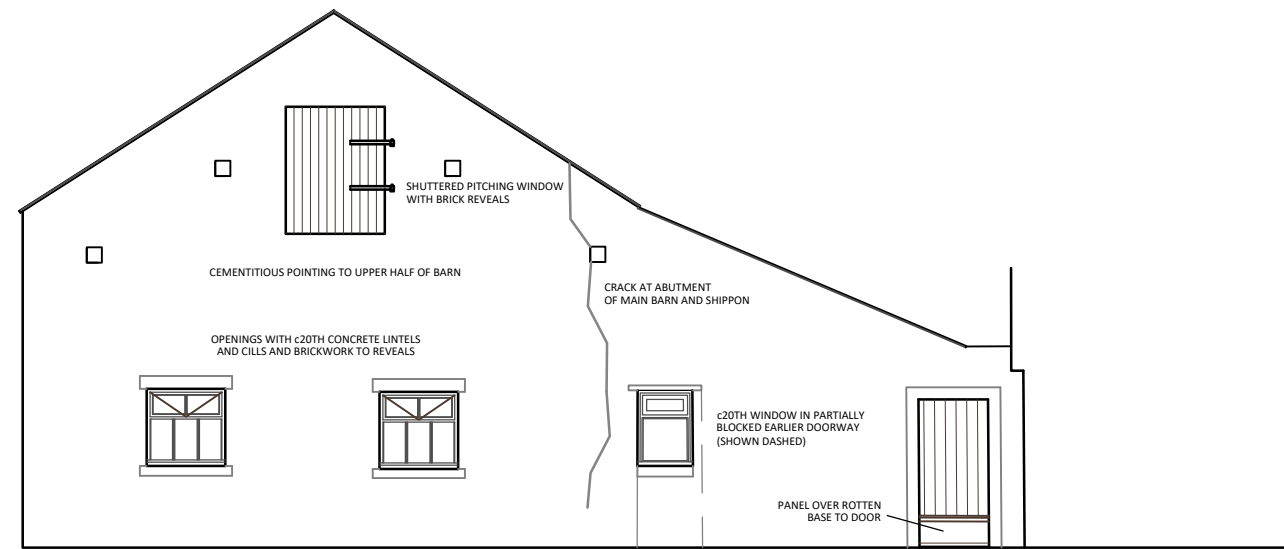 SHUTTERED PITCHING WINDOW
WITH BRICK REVEALS
CEMENTITIOUS POINTING TO UPPER HALF OF BARN
CRACK AT ABUTMENT
OF MAIN BARN AND SHIPPON
OPENINGS WITH c20TH CONCRETE LINTELS
AND CILLS AND BRICKWORK TO REVEALS
c20TH WINDOW IN PARTIALLY
BLOCKED EARLIER DOORWAY
(SHOWN DASHED)
PANEL OVER ROTTEN
BASE TO DOOR